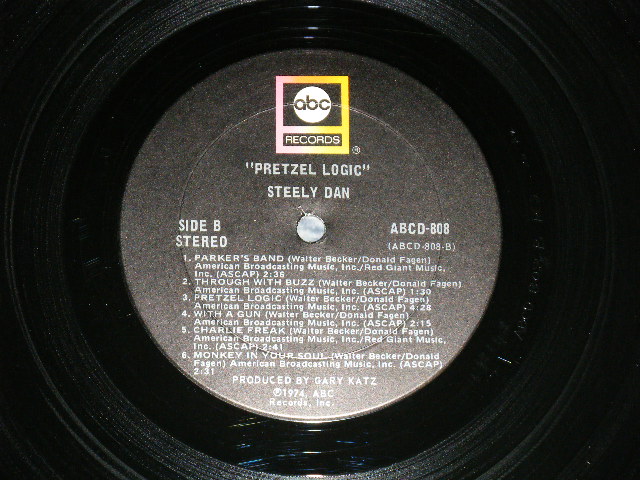 abc
RECORDS
®
"PRETZEL LOGIC"
STEELY DAN
SIDE B
STEREO
ABCD-808
(ABCD-808-B)
1. PARKER'S BAND (Walter Becker/Donald Fagen)
American Broadcasting Music, Inc./Red Giant Music,
Inc. (ASCAP) 2:36
2. THROUGH WITH BUZZ (Walter Becker/Donald Fagen)
American Broadcasting Music, Inc. (ASCAP) 1:30
3. PRETZEL LOGIC (Walter Becker/Donald Fagen)
American Broadcasting Music, Inc. (ASCAP) 4:28
4. WITH A GUN (Walter Becker/Donald Fagen)
American Broadcasting Music, Inc. (ASCAP) 2:15
5. CHARLIE FREAK (Walter Becker/Donald Fagen)
American Broadcasting Music, Inc./Red Giant Music, Inc.
(ASCAP) 2:41
6. MONKEY IN YOUR SOUL (Walter Becker/Donald
Fagen) American Broadcasting Music, Inc. (ASCAP)
2:31
PRODUCED BY GARY KATZ
℗1974, ABC
Records, Inc.